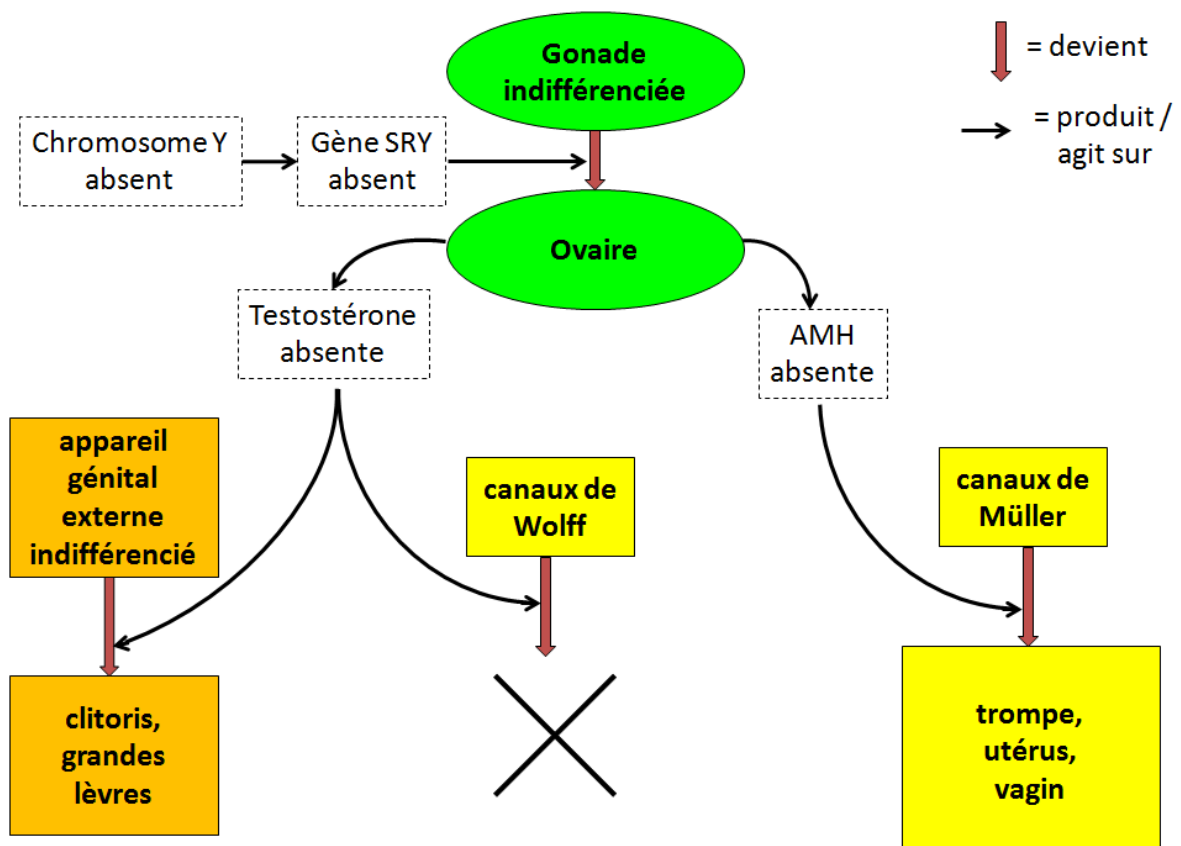 Gonade
indifférenciée
= devient
= produit /
agit sur
Chromosome Y
absent
Gène SRY
absent
Ovaire
Testostérone
absente
AMH
absente
appareil
génital
externe
indifférencié
canaux de
Wolff
canaux de
Müller
clitoris,
grandes
lèvres
trompe,
utérus,
vagin